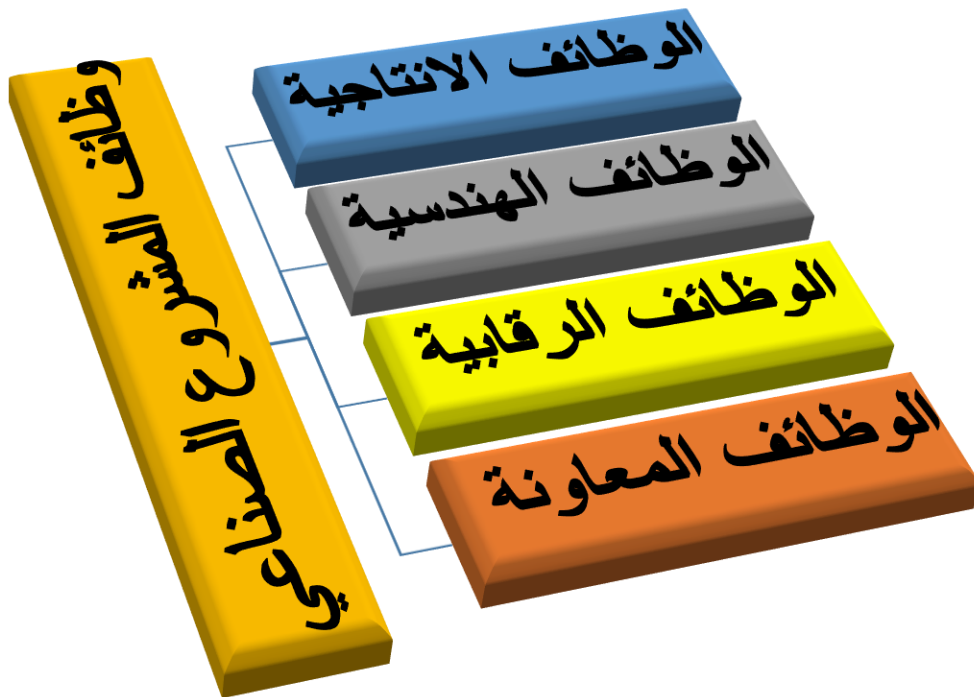 وظائف المشروع الصناعي
الوظائف الانتاجية
الوظائف الهندسية
الوظائف الرقابية
الوظائف المعاونة